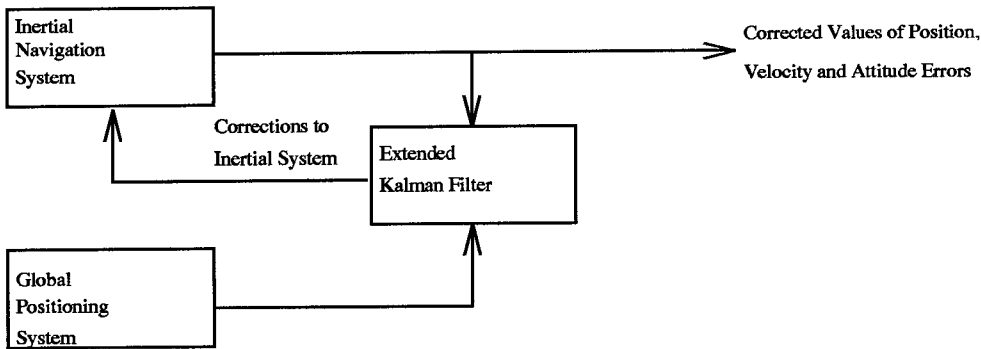 Inertial
Navigation
System
Corrected Values of Position,
Velocity and Attitude Errors
Corrections to
Inertial System
Extended
Kalman Filter
Global
Positioning
System